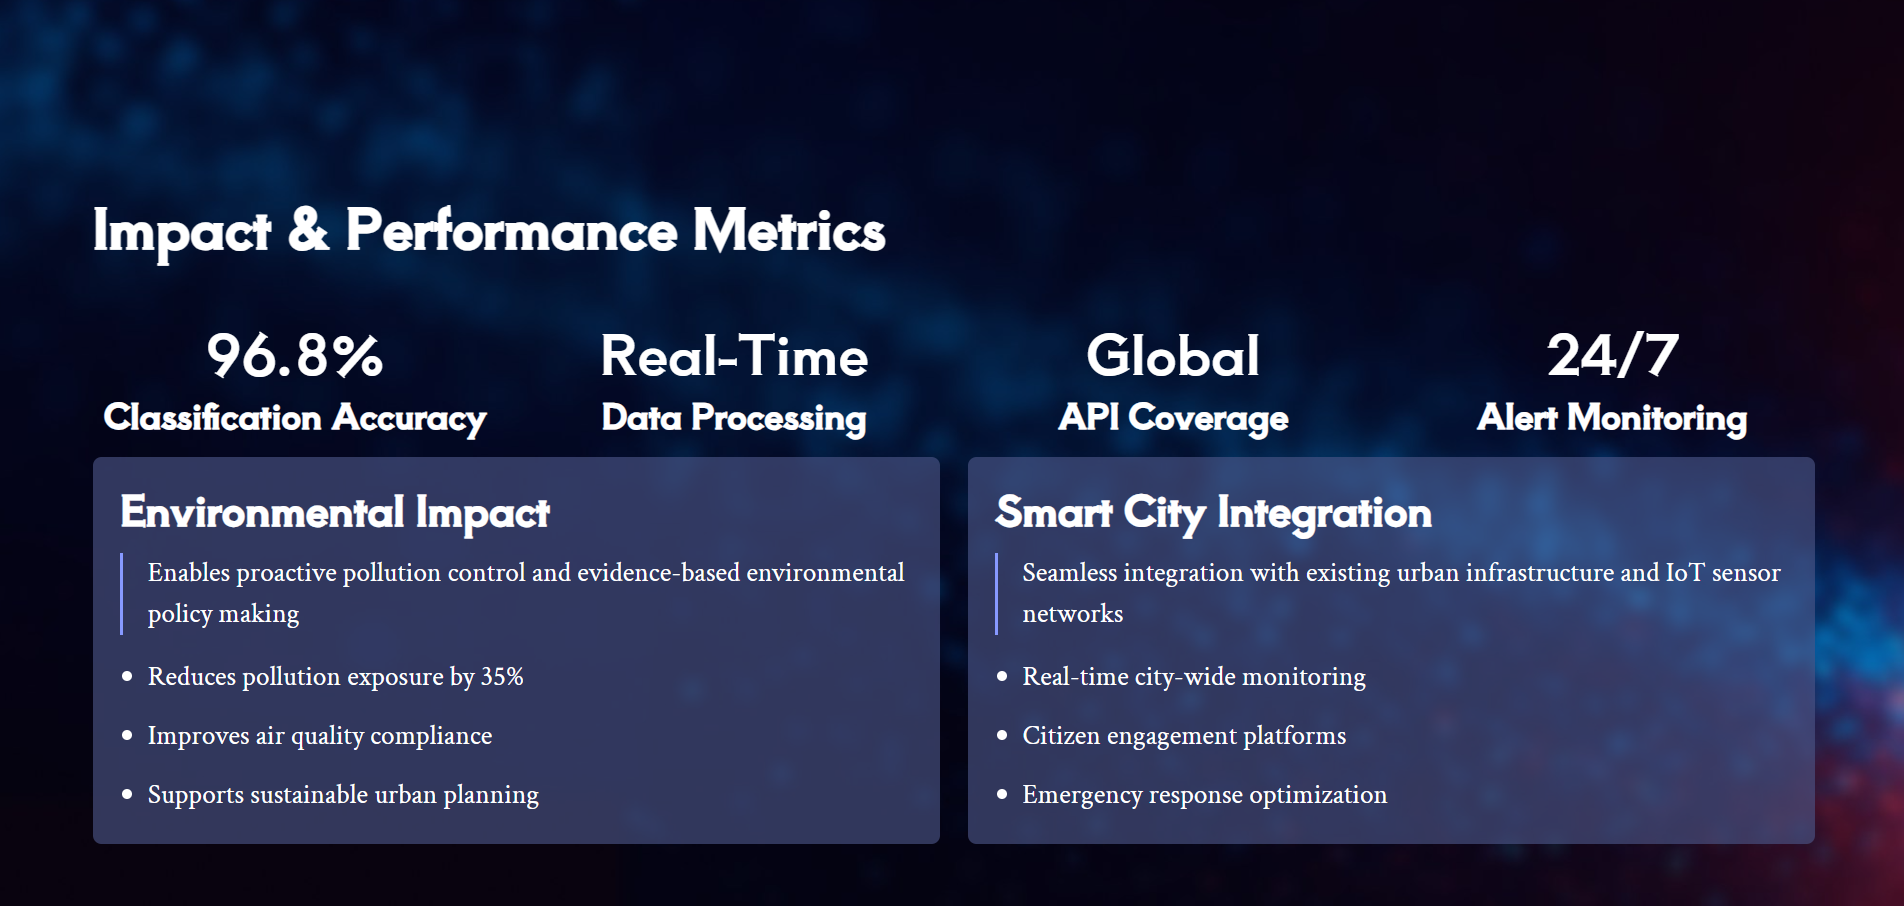 Impact & Performance Metrics
96.8%
Classification Accuracy
Real-Time
Data Processing
Global
API Coverage
24/7
Alert Monitoring
Environmental Impact
Enables proactive pollution control and evidence-based environmental
policy making
Reduces pollution exposure by 35%
Improves air quality compliance
Supports sustainable urban planning
Smart City Integration
Seamless integration with existing urban infrastructure and IoT sensor
networks
Real-time city-wide monitoring
Citizen engagement platforms
Emergency response optimization